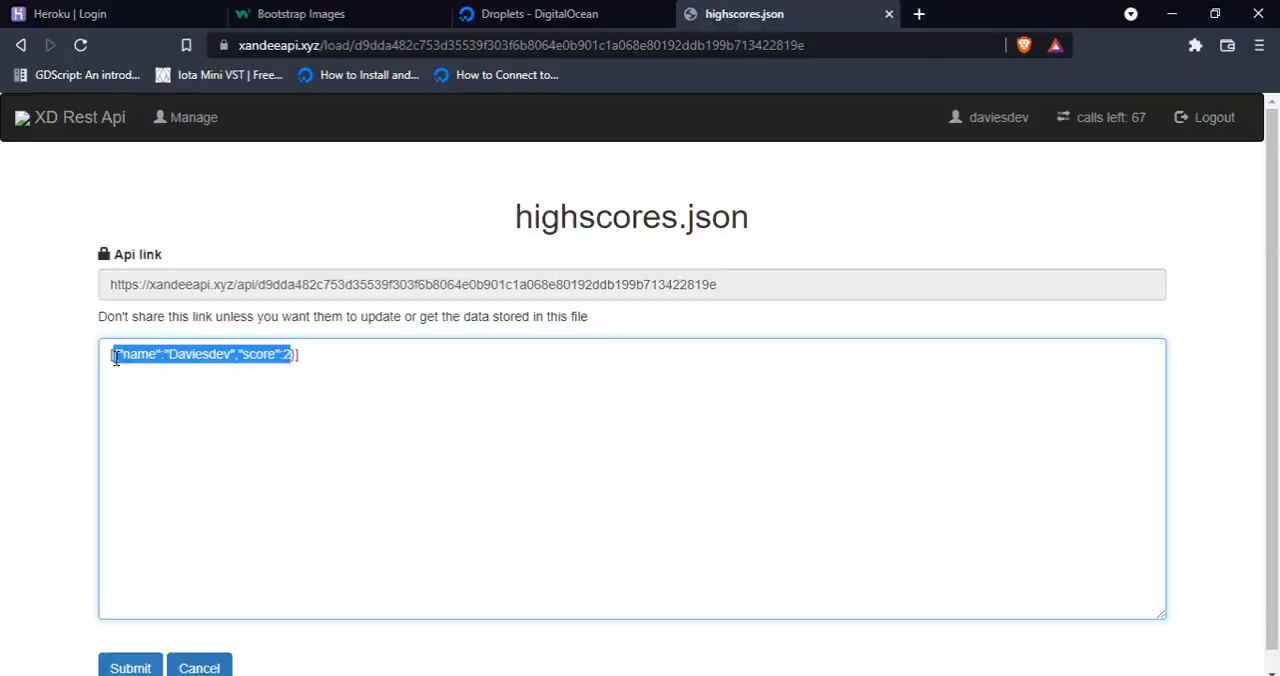 Heroku | Login
Bootstrap Images
Droplets - DigitalOcean
highscores.json
xandeeapi.xyz/load/d9dda482c753d35539f303f6b8064e0b901c1a068e80192ddb199b713422819e
GDScript: An introd...
Iota Mini VST | Free...
How to Install and...
How to Connect to...
XD Rest Api
Manage
daviesdev
calls left: 67
Logout
highscores.json
Api link
https://xandeeapi.xyz/api/d9dda482c753d35539f303f6b8064e0b901c1a068e80192ddb199b713422819e
Don't share this link unless you want them to update or get the data stored in this file
[{"name":"Daviesdev","score":2}]
Submit
Cancel